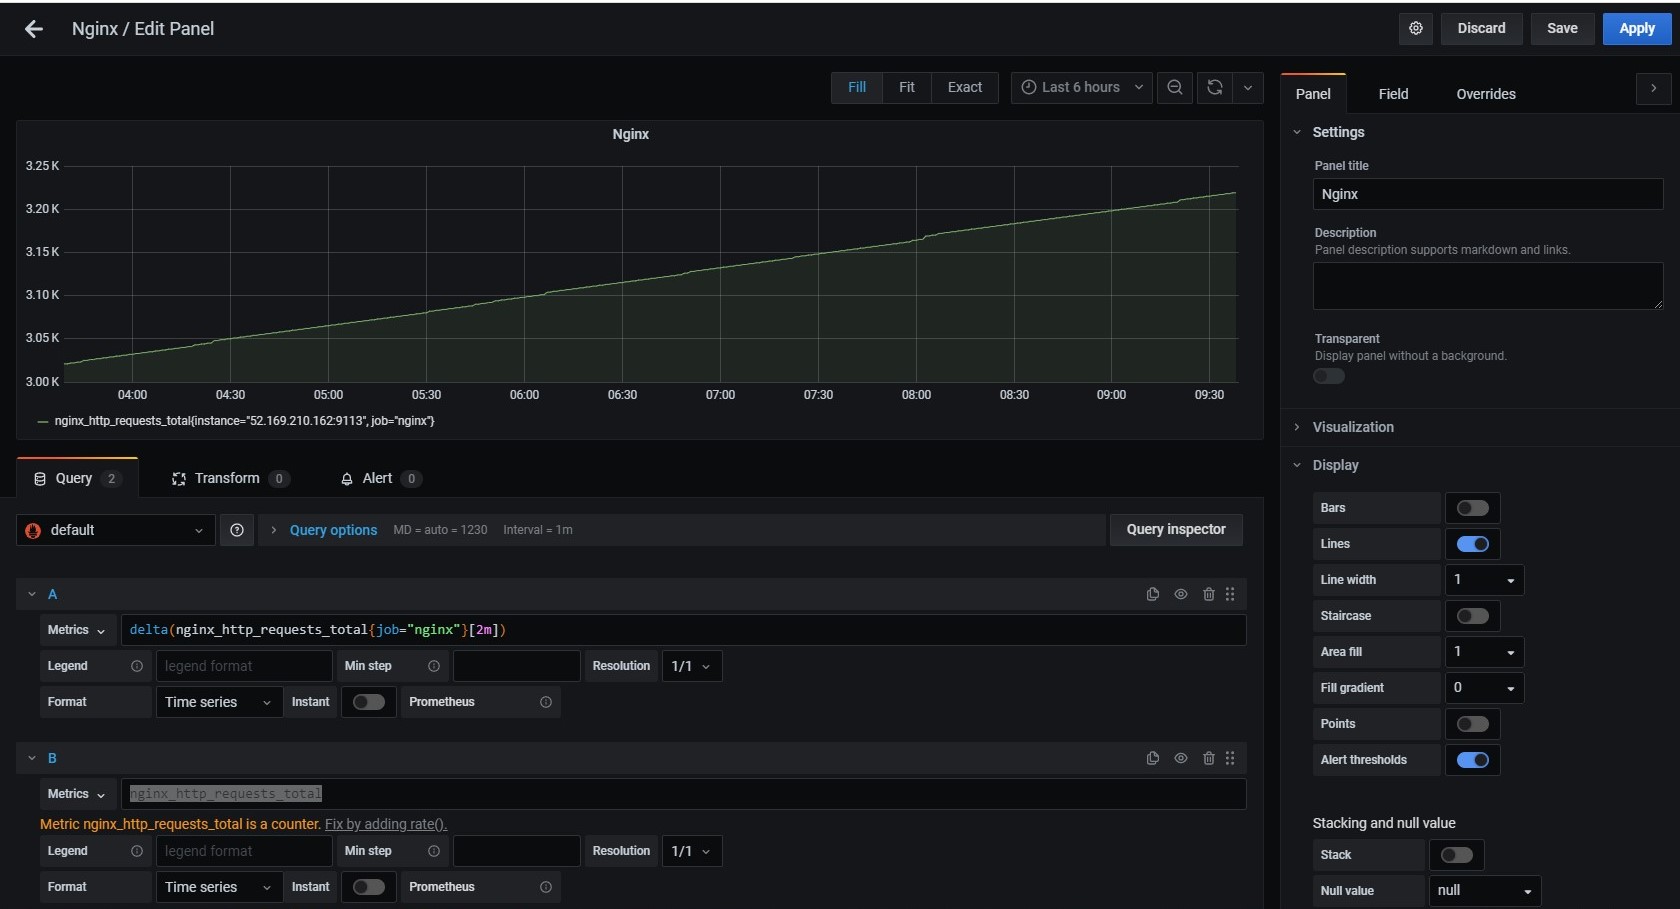 Nginx / Edit Panel
Discard
Save
Apply
Fill
Fit
Exact
Last 6 hours
Panel
Field
Overrides
Nginx
3.25 K
3.20 K
3.15 K
3.10 K
3.05 K
3.00 K
04:00
04:30
05:00
05:30
06:00
06:30
07:00
07:30
08:00
08:30
09:00
09:30
nginx_http_requests_total{instance="52.169.210.162:9113", job="nginx"}
Query 2
Transform 0
Alert 0
default
Query options
MD = auto = 1230
Interval = 1m
Query inspector
A
Metrics
delta(nginx_http_requests_total{job="nginx"}[2m])
Legend
legend format
Min step
Resolution
1/1
Format
Time series
Instant
Prometheus
B
Metrics
nginx_http_requests_total
Metric nginx_http_requests_total is a counter. Fix by adding rate().
Legend
legend format
Min step
Resolution
1/1
Format
Time series
Instant
Prometheus
Settings
Panel title
Nginx
Description
Panel description supports markdown and links.
Transparent
Display panel without a background.
Visualization
Display
Bars
Lines
Line width
1
Staircase
Area fill
1
Fill gradient
0
Points
Alert thresholds
Stacking and null value
Stack
Null value
null